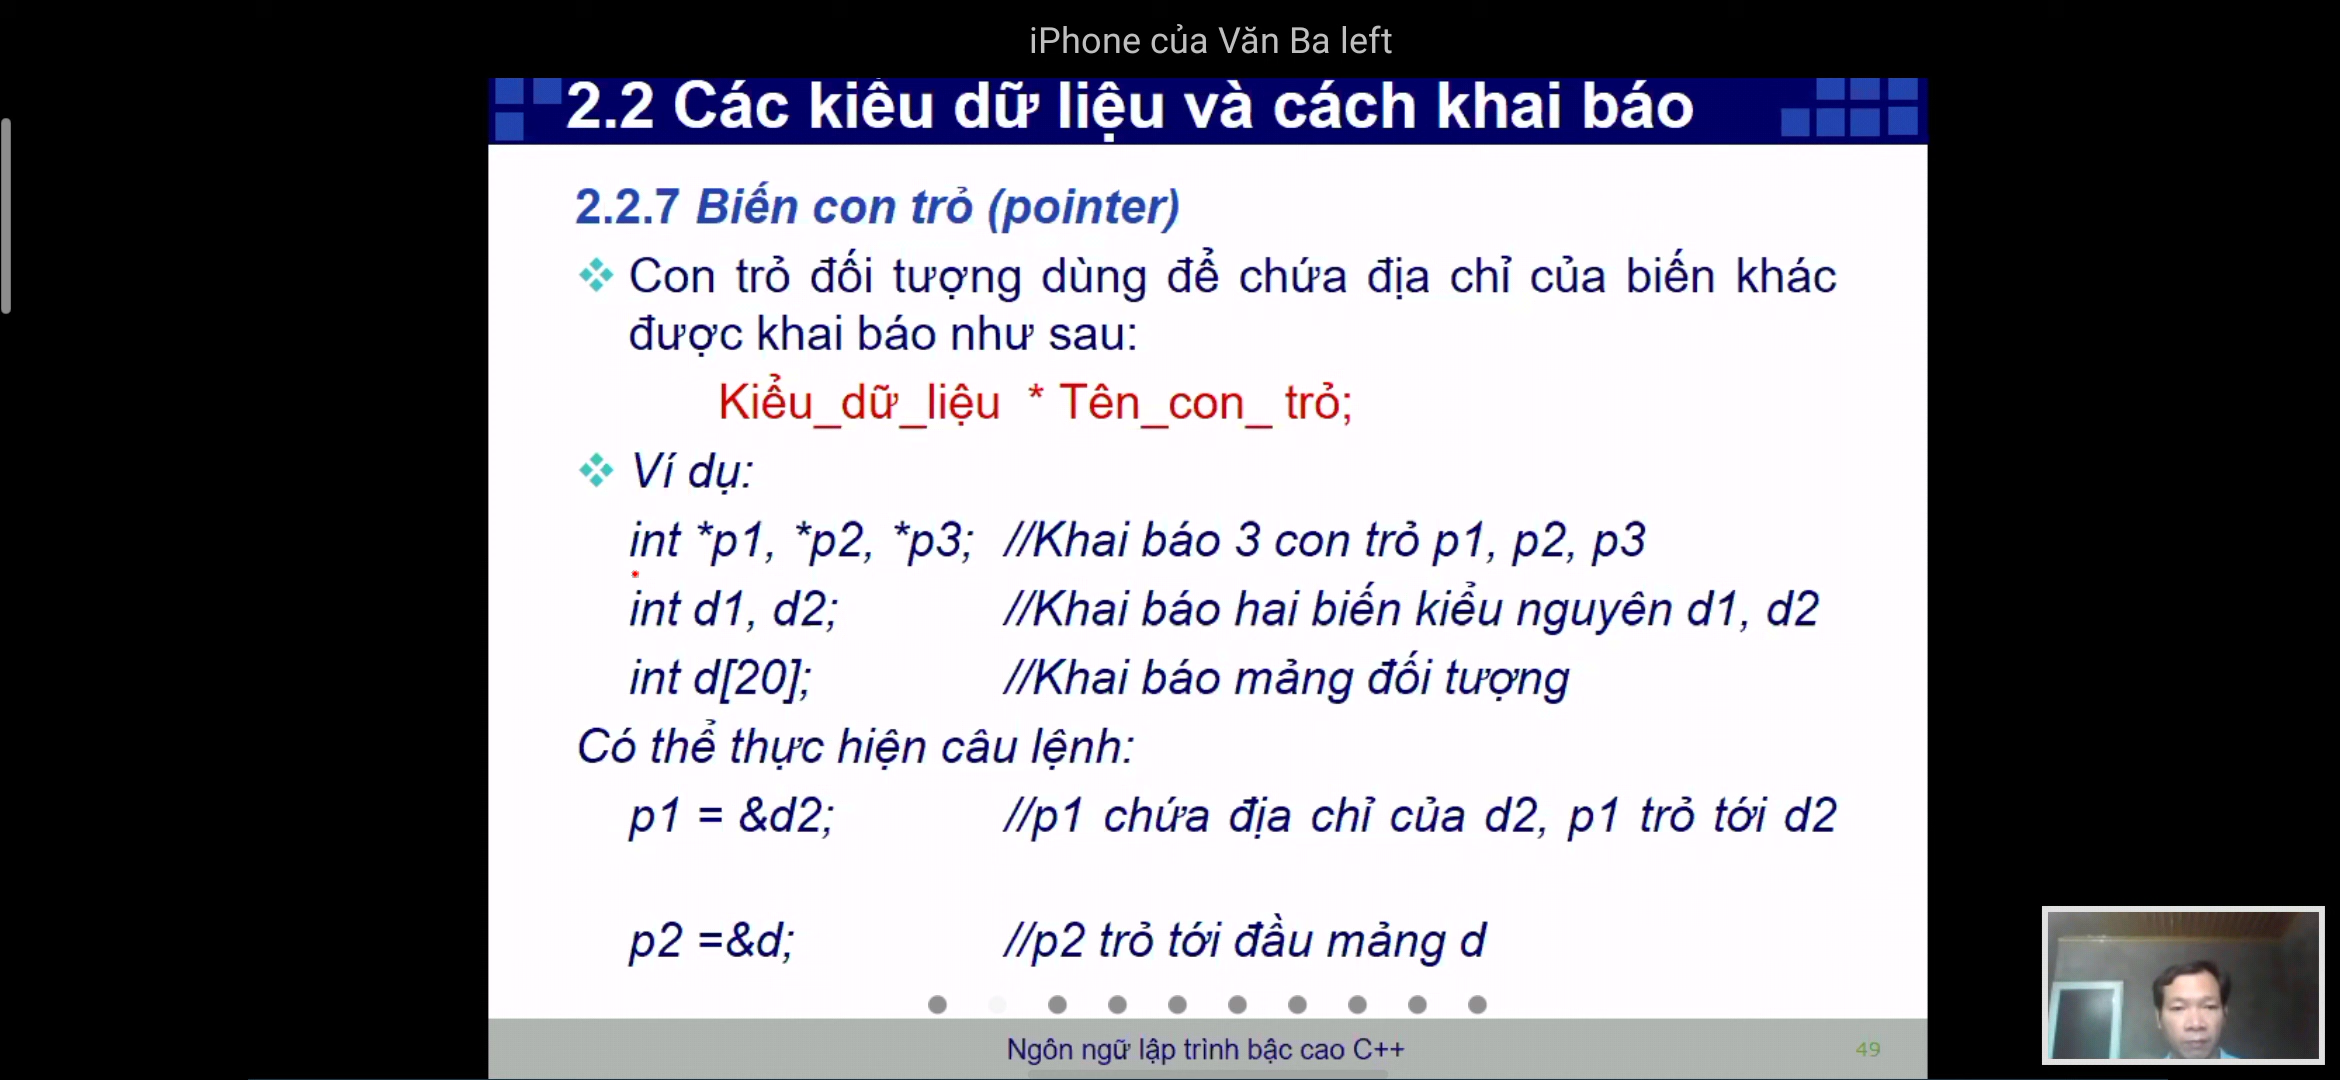 iPhone của Văn Ba left
2.2 Các kiểu dữ liệu và cách khai báo
2.2.7 Biến con trỏ (pointer)
Con trỏ đối tượng dùng để chứa địa chỉ của biến khác
được khai báo như sau:
Kiểu_dữ_liệu * Tên_con_ trỏ;
Ví dụ:
int *p1, *p2, *p3; //Khai báo 3 con trỏ p1, p2, p3
int d1, d2; //Khai báo hai biến kiểu nguyên d1, d2
int d[20]; //Khai báo mảng đối tượng
Có thể thực hiện câu lệnh:
p1 = &d2; //p1 chứa địa chỉ của d2, p1 trỏ tới d2
p2 =&d; //p2 trỏ tới đầu mảng d
Ngôn ngữ lập trình bậc cao C++
49